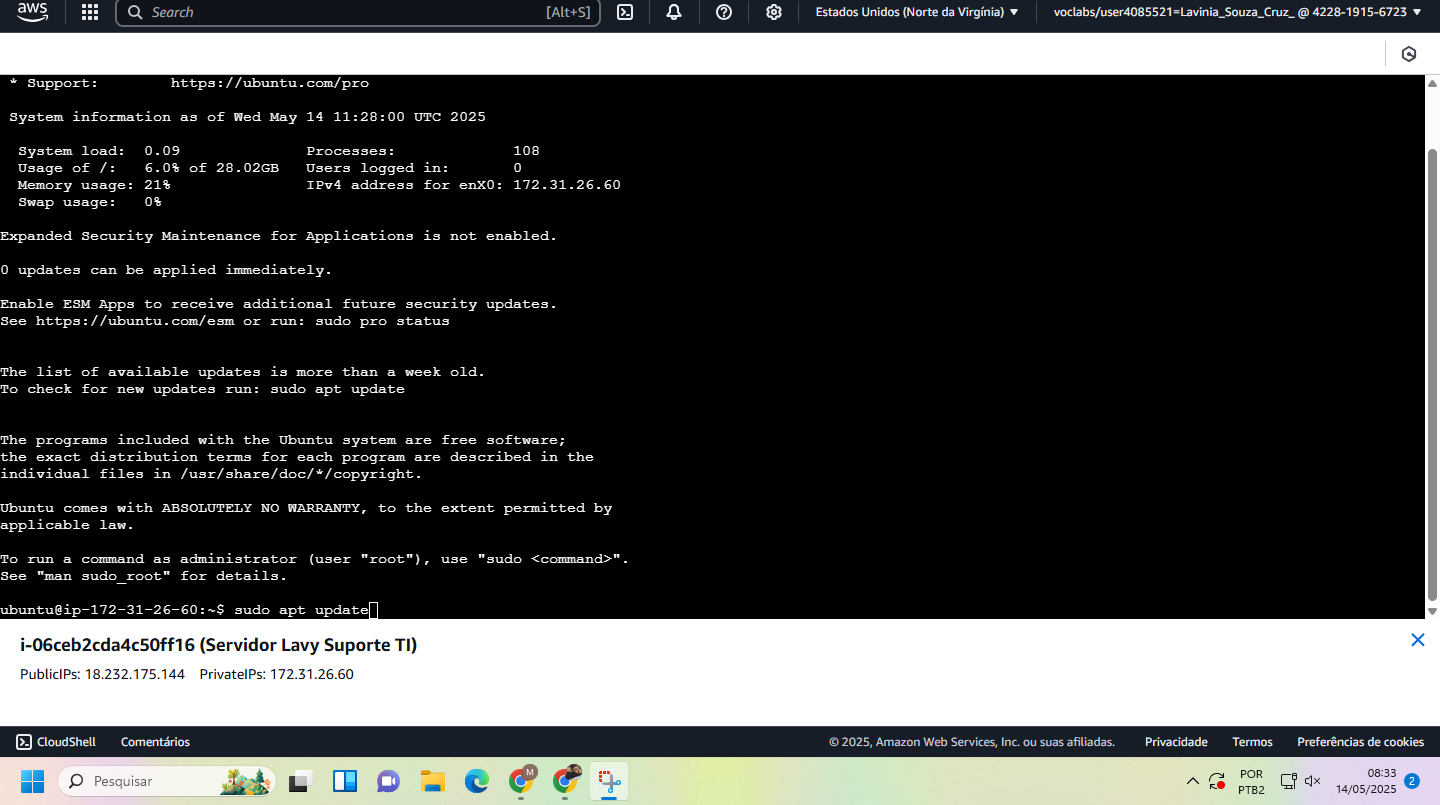 aws
Search [Alt+S]
Estados Unidos (Norte da Virgínia)
voclabs/user4085521=Lavinia_Souza_Cruz_ @ 4228-1915-6723
* Support: https://ubuntu.com/pro
System information as of Wed May 14 11:28:00 UTC 2025
System load: 0.09 Processes: 108
Usage of /: 6.0% of 28.02GB Users logged in: 0
Memory usage: 21% IPv4 address for enX0: 172.31.26.60
Swap usage: 0%
Expanded Security Maintenance for Applications is not enabled.
0 updates can be applied immediately.
Enable ESM Apps to receive additional future security updates.
See https://ubuntu.com/esm or run: sudo pro status
The list of available updates is more than a week old.
To check for new updates run: sudo apt update
The programs included with the Ubuntu system are free software;
the exact distribution terms for each program are described in the
individual files in /usr/share/doc/*/copyright.
Ubuntu comes with ABSOLUTELY NO WARRANTY, to the extent permitted by
applicable law.
To run a command as administrator (user "root"), use "sudo <command>".
See "man sudo_root" for details.
ubuntu@ip-172-31-26-60:~$ sudo apt update
i-06ceb2cda4c50ff16 (Servidor Lavy Suporte TI)
PublicIPs: 18.232.175.144 PrivateIPs: 172.31.26.60
CloudShell Comentários © 2025, Amazon Web Services, Inc. ou suas afiliadas. Privacidade Termos Preferências de cookies
Pesquisar
M
POR
PTB2
08:33
14/05/2025
2